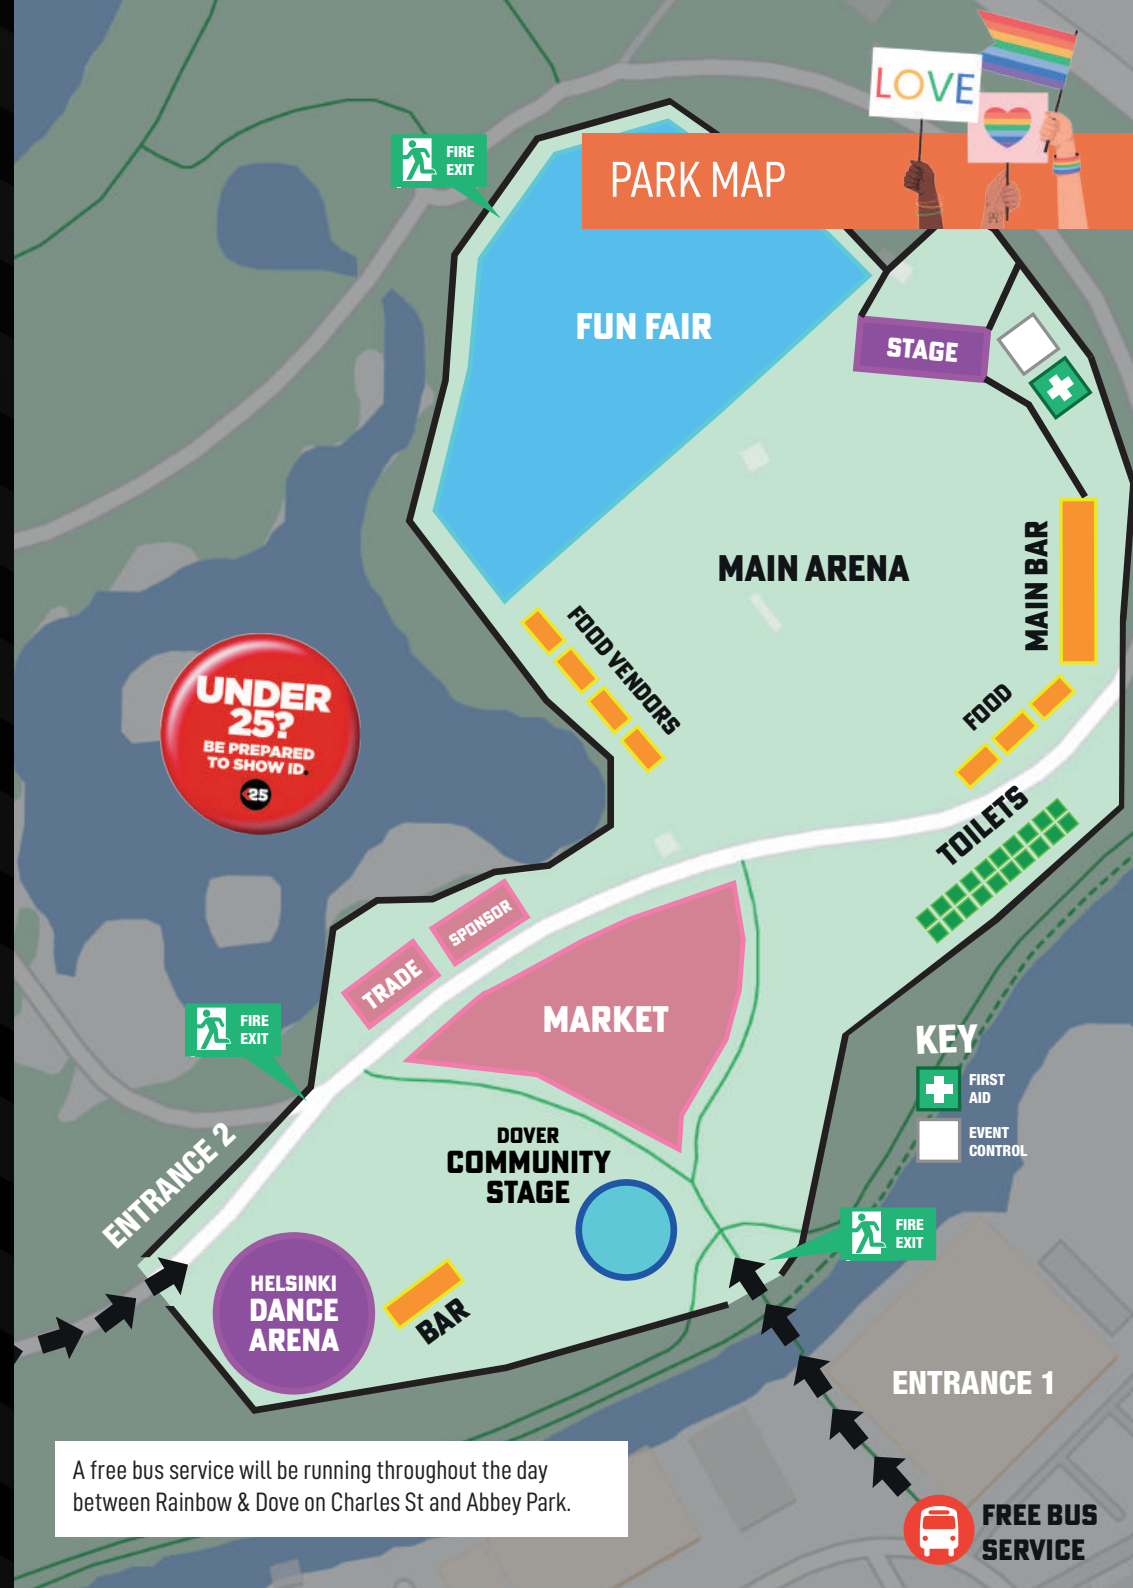 LOVE
PARK MAP
FIRE
EXIT
FUN FAIR
STAGE
MAIN ARENA
MAIN BAR
FOOD VENDORS
FOOD
UNDER
25?
BE PREPARED
TO SHOW ID.
<25
TOILETS
SPONSOR
TRADE
MARKET
FIRE
EXIT
KEY
FIRST
AID
EVENT
CONTROL
ENTRANCE 2
DOVER
COMMUNITY
STAGE
FIRE
EXIT
HELSINKI
DANCE
ARENA
BAR
ENTRANCE 1
A free bus service will be running throughout the day
between Rainbow & Dove on Charles St and Abbey Park.
FREE BUS
SERVICE